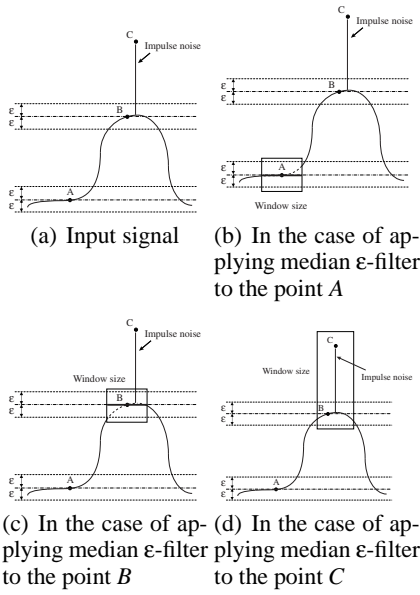 C
Impulse noise
B
ε
ε
A
ε
ε
(a) Input signal
C
Impulse noise
B
ε
ε
A
ε
ε
Window size
(b) In the case of ap-
plying median ε-filter
to the point A
C
Impulse noise
Window size
B
ε
ε
A
ε
ε
(c) In the case of ap-
plying median ε-filter
to the point B
C
Window size
Impulse noise
B
ε
ε
A
ε
ε
(d) In the case of ap-
plying median ε-filter
to the point C